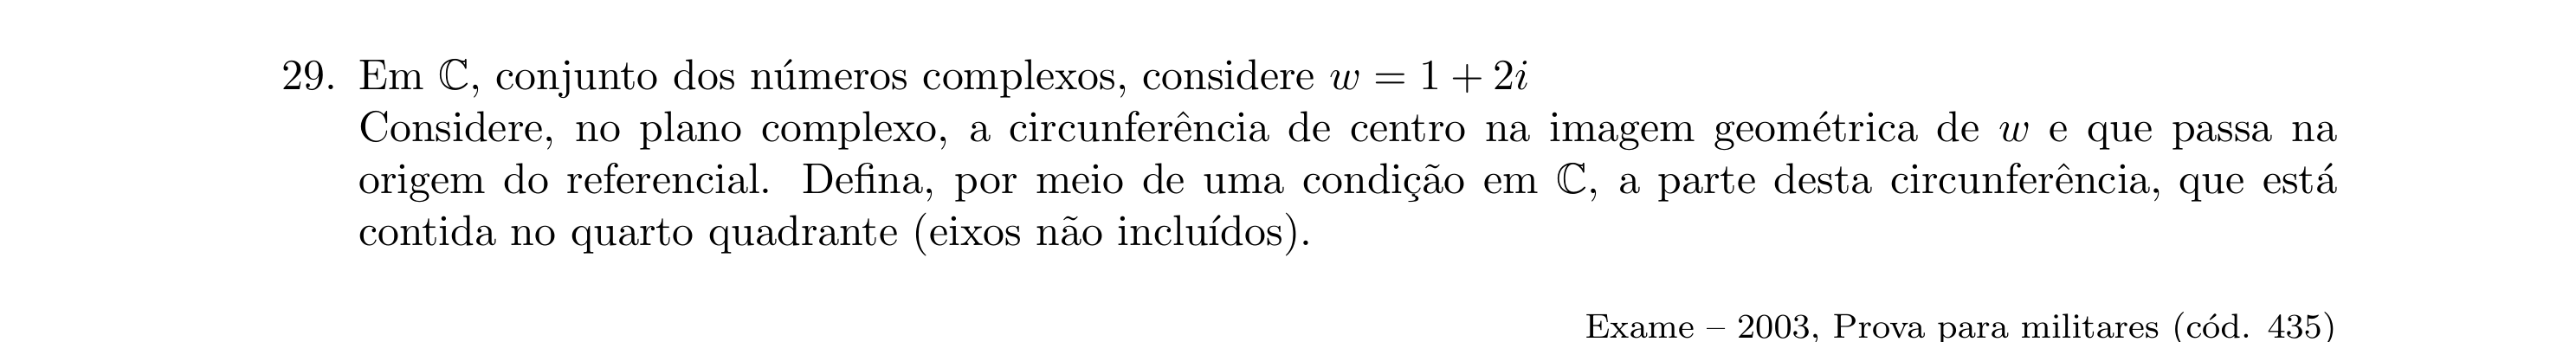 29. Em ℂ, conjunto dos números complexos, considere w = 1 + 2i
Considere, no plano complexo, a circunferência de centro na imagem geométrica de w e que passa na
origem do referencial. Defina, por meio de uma condição em ℂ, a parte desta circunferência, que está
contida no quarto quadrante (eixos não incluídos).
Exame – 2003, Prova para militares (cód. 435)